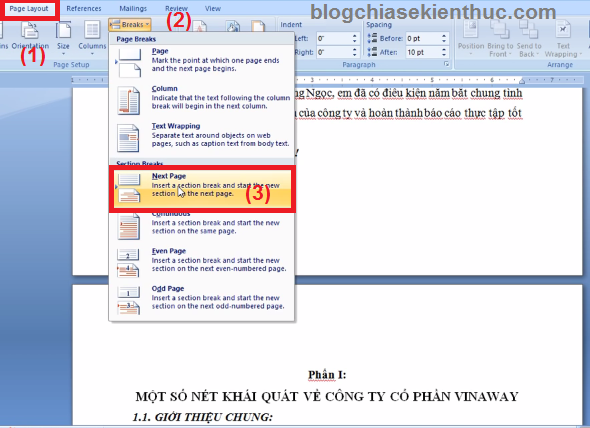 blogchiasekienthuc.com
Page Layout References Mailings Review View
(1) (2)
Orientation Size Columns Breaks
Page Setup
Indent Spacing
Left: 0" Before: 0 pt
Right: 0" After: 10 pt
Paragraph
Position Bring to Front Send to Back Text Wrapping
Arrange
Page Breaks
Page
Mark the point at which one page ends
and the next page begins.
Column
Indicate that the text following the column
break will begin in the next column.
Text Wrapping
Separate text around objects on web
pages, such as caption text from body text.
Section Breaks
Next Page
Insert a section break and start the new
section on the next page.
(3)
Continuous
Insert a section break and start the new
section on the same page.
Even Page
Insert a section break and start the new
section on the next even-numbered page.
Odd Page
Insert a section break and start the new
section on the next odd-numbered page.
Ngọc, em đã có điều kiện nắm bắt chung tình
của công ty và hoàn thành báo cáo thực tập tốt
Phần I:
MỘT SỐ NÉT KHÁI QUÁT VỀ CÔNG TY CỔ PHẦN VINAWAY
1.1. GIỚI THIỆU CHUNG: